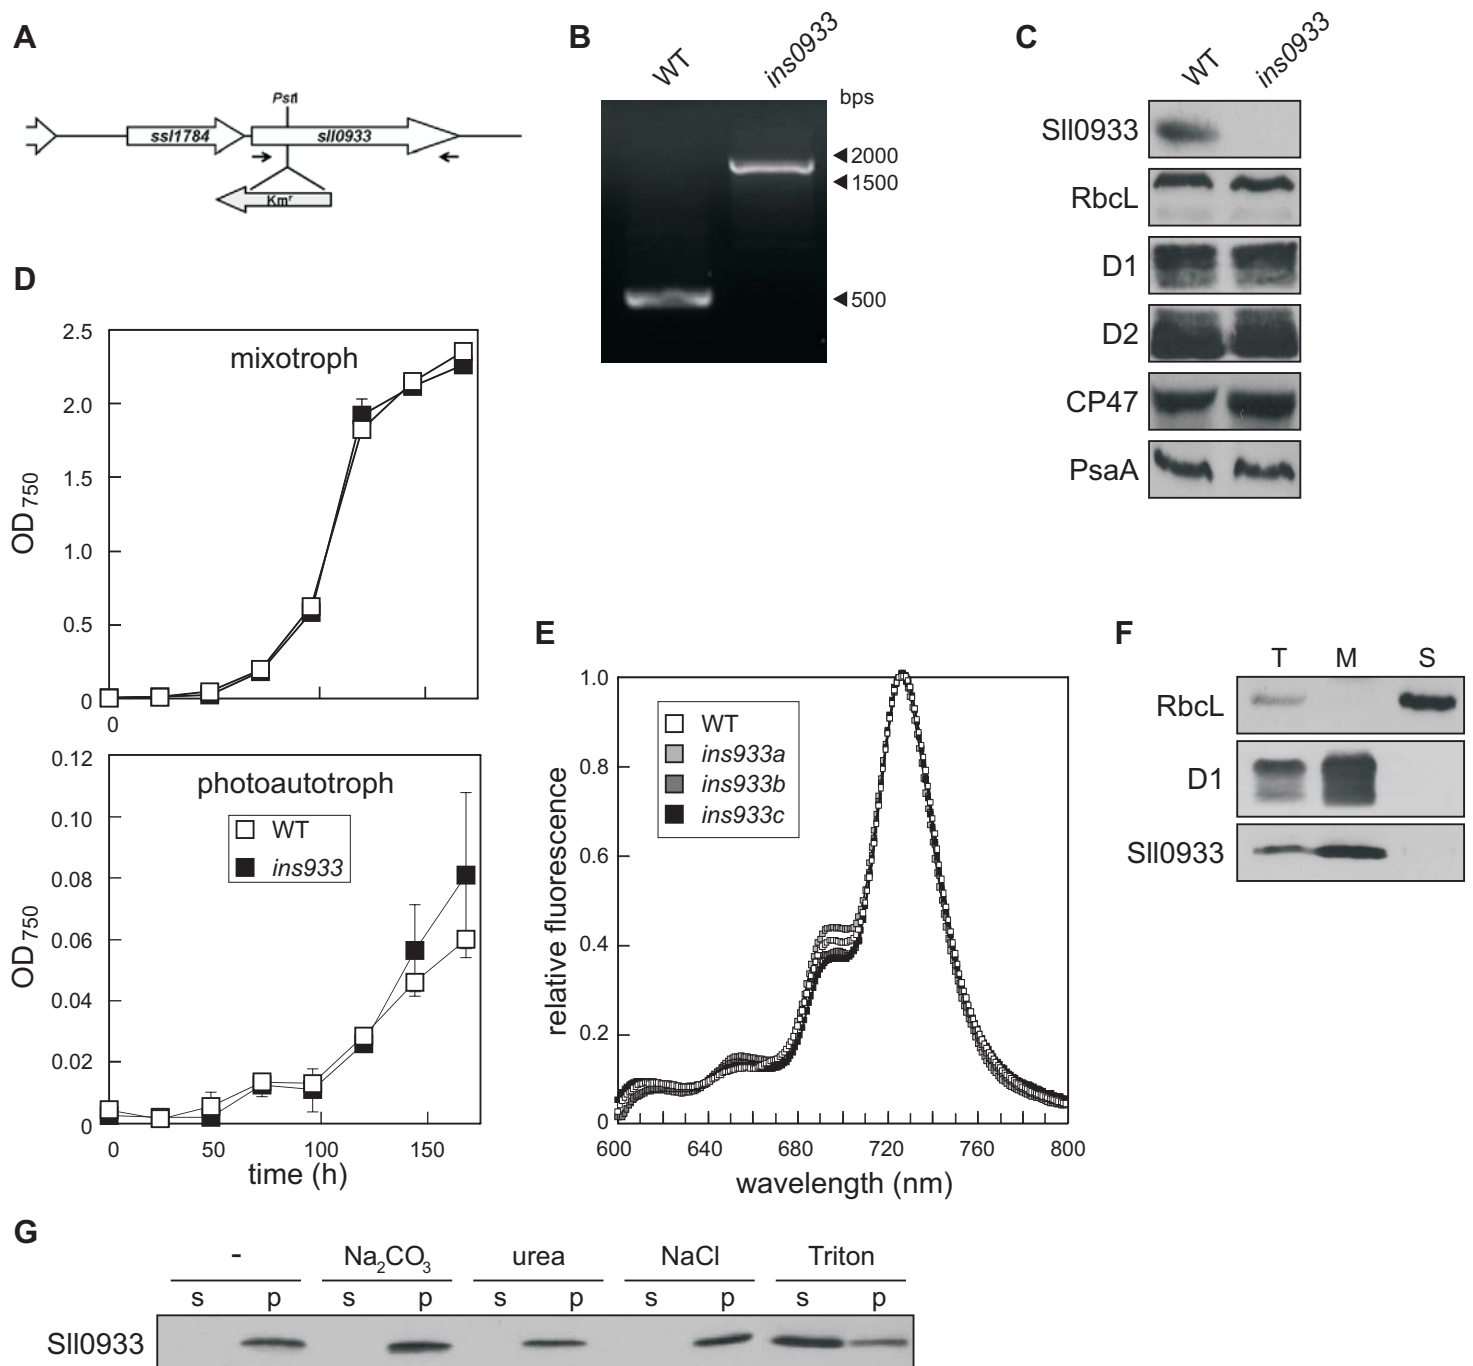 A
PstI
ssl1784
sll0933
Kmʳ
B
WT
ins0933
bps
2000
1500
500
C
WT
ins0933
Sll0933
RbcL
D1
D2
CP47
PsaA
D
mixotroph
OD750
2.5
2.0
1.5
1.0
0.5
0
0
photoautotroph
WT
ins933
OD750
0.12
0.10
0.08
0.06
0.04
0.02
0
0 50 100 150
time (h)
E
WT
ins933a
ins933b
ins933c
relative fluorescence
1.0
0.8
0.6
0.4
0.2
0
600 640 680 720 760 800
wavelength (nm)
F
T M S
RbcL
D1
Sll0933
G
- Na₂CO₃ urea NaCl Triton
s p s p s p s p s p
Sll0933